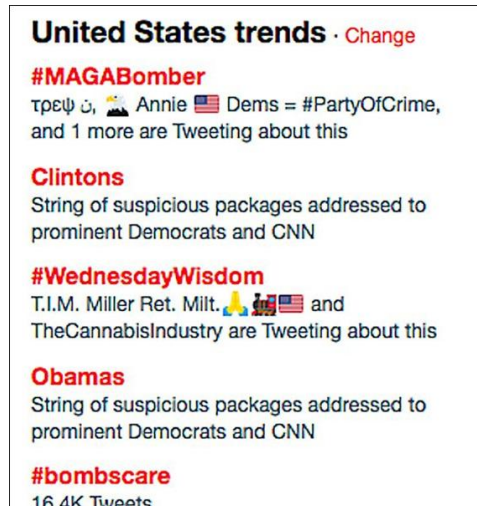 United States trends · Change
#MAGABomber
τρεψ ن, 🦅 Annie 🇺🇸 Dems = #PartyOfCrime,
and 1 more are Tweeting about this
Clintons
String of suspicious packages addressed to
prominent Democrats and CNN
#WednesdayWisdom
T.I.M. Miller Ret. Milt.🙏🚂🇺🇸 and
TheCannabisIndustry are Tweeting about this
Obamas
String of suspicious packages addressed to
prominent Democrats and CNN
#bombscare
16.4K Tweets